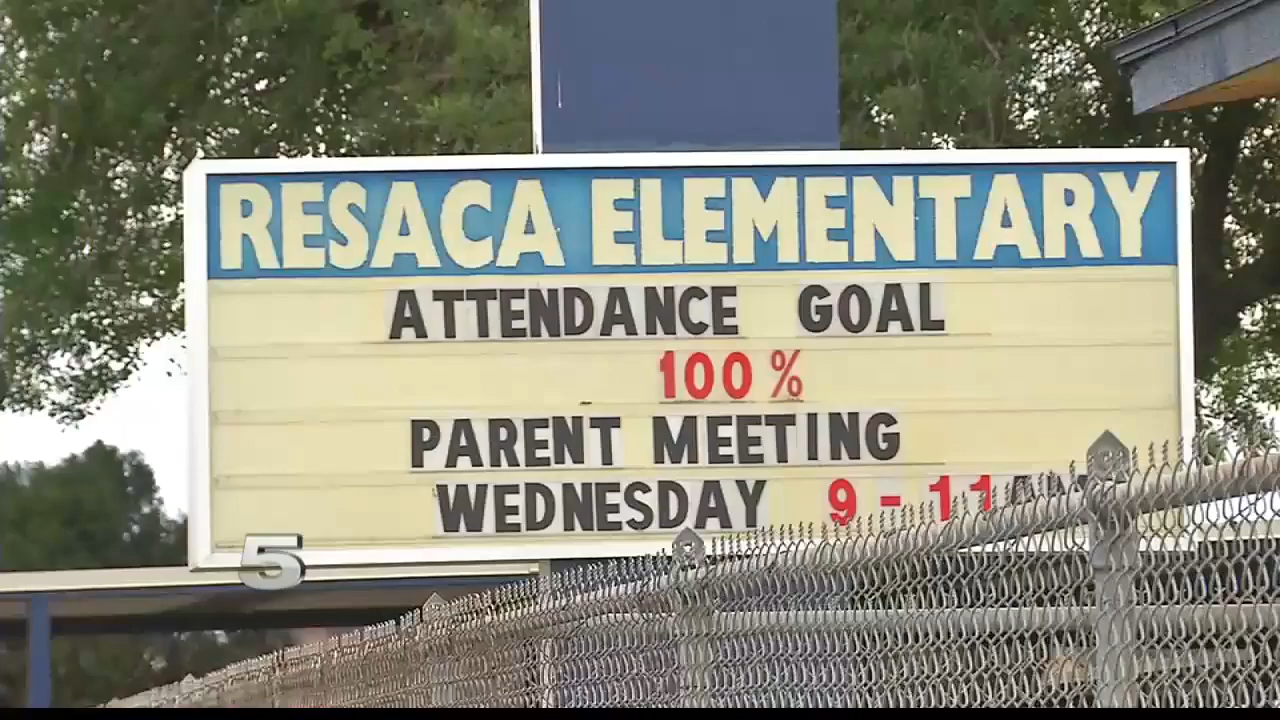 RESACA ELEMENTARY
ATTENDANCE GOAL
100%
PARENT MEETING
WEDNESDAY 9-11
5